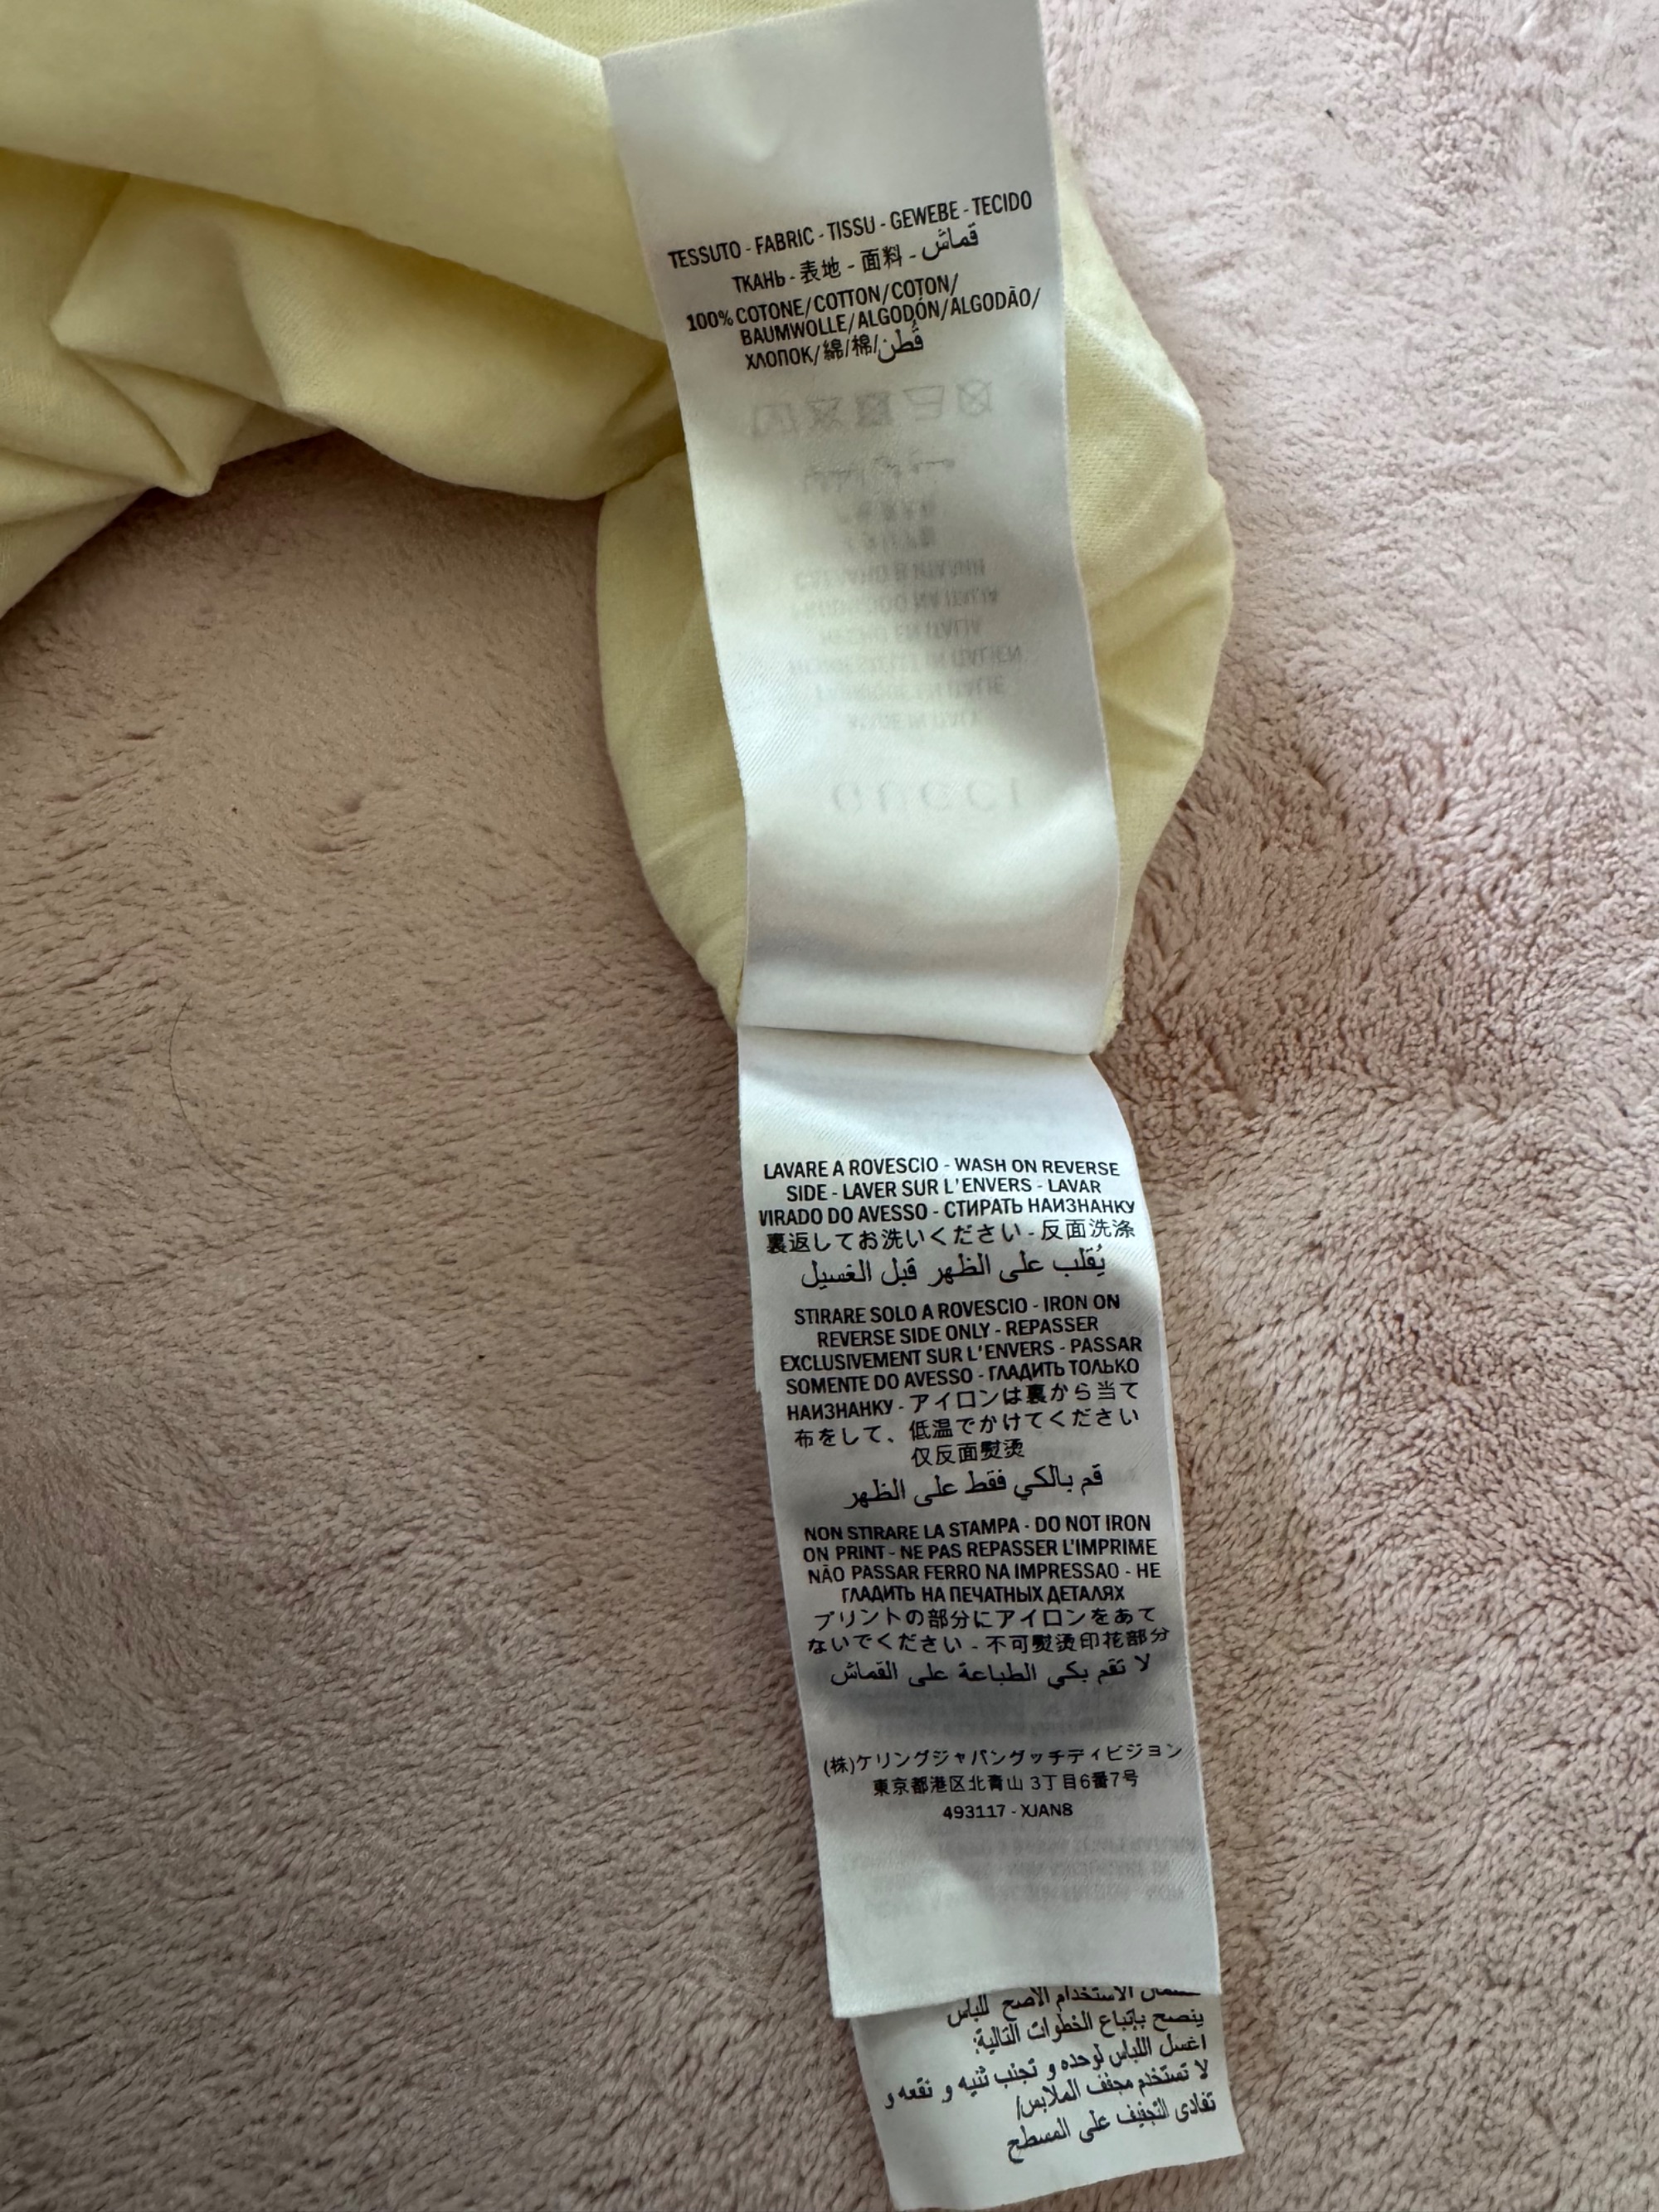 TESSUTO - FABRIC - TISSU - GEWEBE - TECIDO
ТКАНЬ - 表地 - 面料 - قماش
100% COTONE/COTTON/COTON/
BAUMWOLLE/ALGODÓN/ALGODÃO/
ХЛОПОК/綿/棉/قُطن
GUCCI
LAVARE A ROVESCIO - WASH ON REVERSE
SIDE - LAVER SUR L'ENVERS - LAVAR
VIRADO DO AVESSO - СТИРАТЬ НАИЗНАНКУ
裏返してお洗いください - 反面洗涤
يُقلب على الظهر قبل الغسيل
STIRARE SOLO A ROVESCIO - IRON ON
REVERSE SIDE ONLY - REPASSER
EXCLUSIVEMENT SUR L'ENVERS - PASSAR
SOMENTE DO AVESSO - ГЛАДИТЬ ТОЛЬКО
НАИЗНАНКУ - アイロンは裏から当て
布をして、低温でかけてください
仅反面熨烫
قم بالكي فقط على الظهر
NON STIRARE LA STAMPA - DO NOT IRON
ON PRINT - NE PAS REPASSER L'IMPRIME
NÃO PASSAR FERRO NA IMPRESSAO - НЕ
ГЛАДИТЬ НА ПЕЧАТНЫХ ДЕТАЛЯХ
プリントの部分にアイロンをあて
ないでください - 不可熨烫印花部分
لا تقم بكي الطباعة على القماش
(株)ケリングジャパングッチディビジョン
東京都港区北青山 3丁目6番7号
493117 - XJAN8
الاستخدام الأصح للباس
ينصح بإتباع الخطوات التالية:
اغسل اللباس لوحده و تجنب ثنيه و نقعه و
لا تستخدم مجفف الملابس/
تفادى التجفيف على المسطح